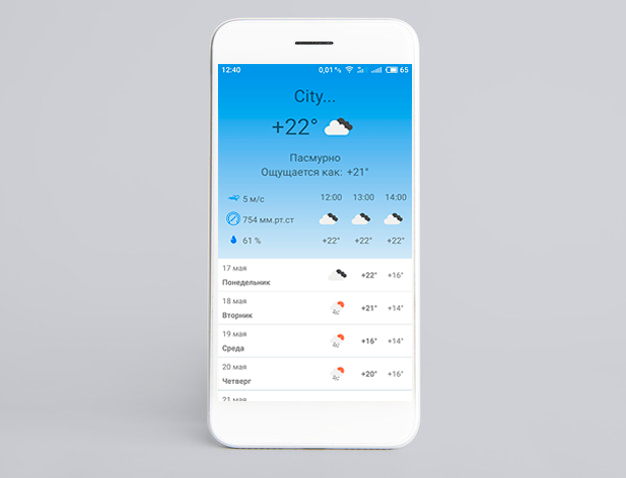 12:40 0,01% 65
City...
+22°
Пасмурно
Ощущается как: +21°
5 м/с 12:00 13:00 14:00
754 мм.рт.ст
61 % +22° +22° +22°
17 мая
Понедельник +22° +16°
18 мая
Вторник +21° +14°
19 мая
Среда +16° +14°
20 мая
Четверг +20° +16°
21 мая